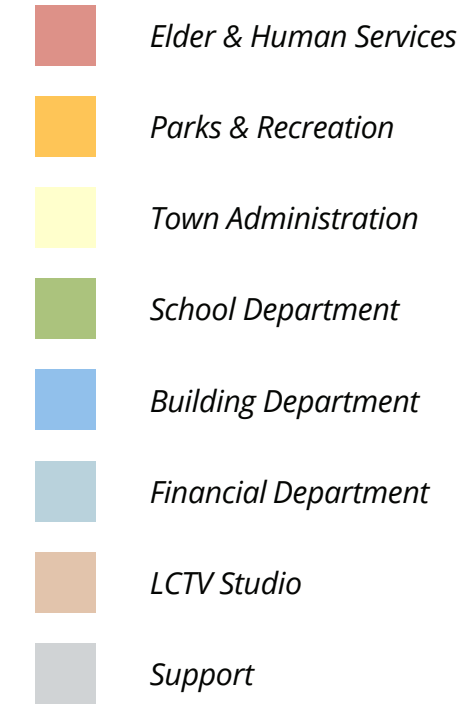 Elder & Human Services
Parks & Recreation
Town Administration
School Department
Building Department
Financial Department
LCTV Studio
Support